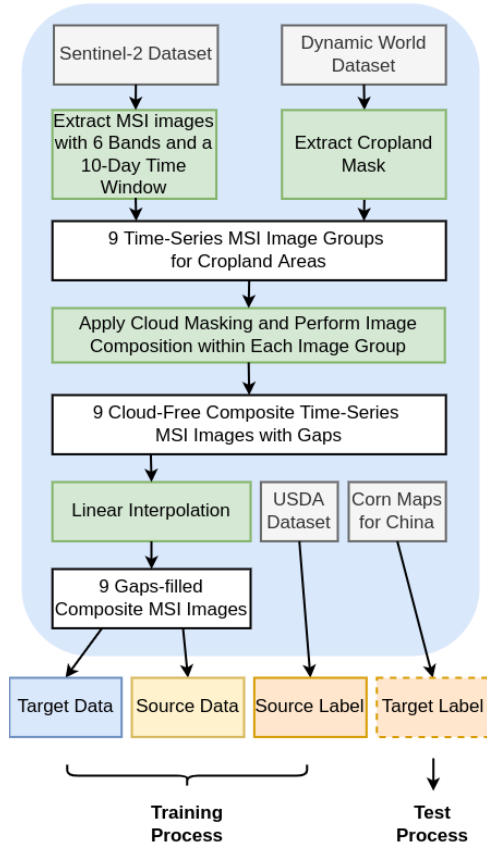 Sentinel-2 Dataset
Dynamic World
Dataset
Extract MSI images
with 6 Bands and a
10-Day Time
Window
Extract Cropland
Mask
9 Time-Series MSI Image Groups
for Cropland Areas
Apply Cloud Masking and Perform Image
Composition within Each Image Group
9 Cloud-Free Composite Time-Series
MSI Images with Gaps
Linear Interpolation
USDA
Dataset
Corn Maps
for China
9 Gaps-filled
Composite MSI Images
Target Data
Source Data
Source Label
Target Label
Training
Process
Test
Process